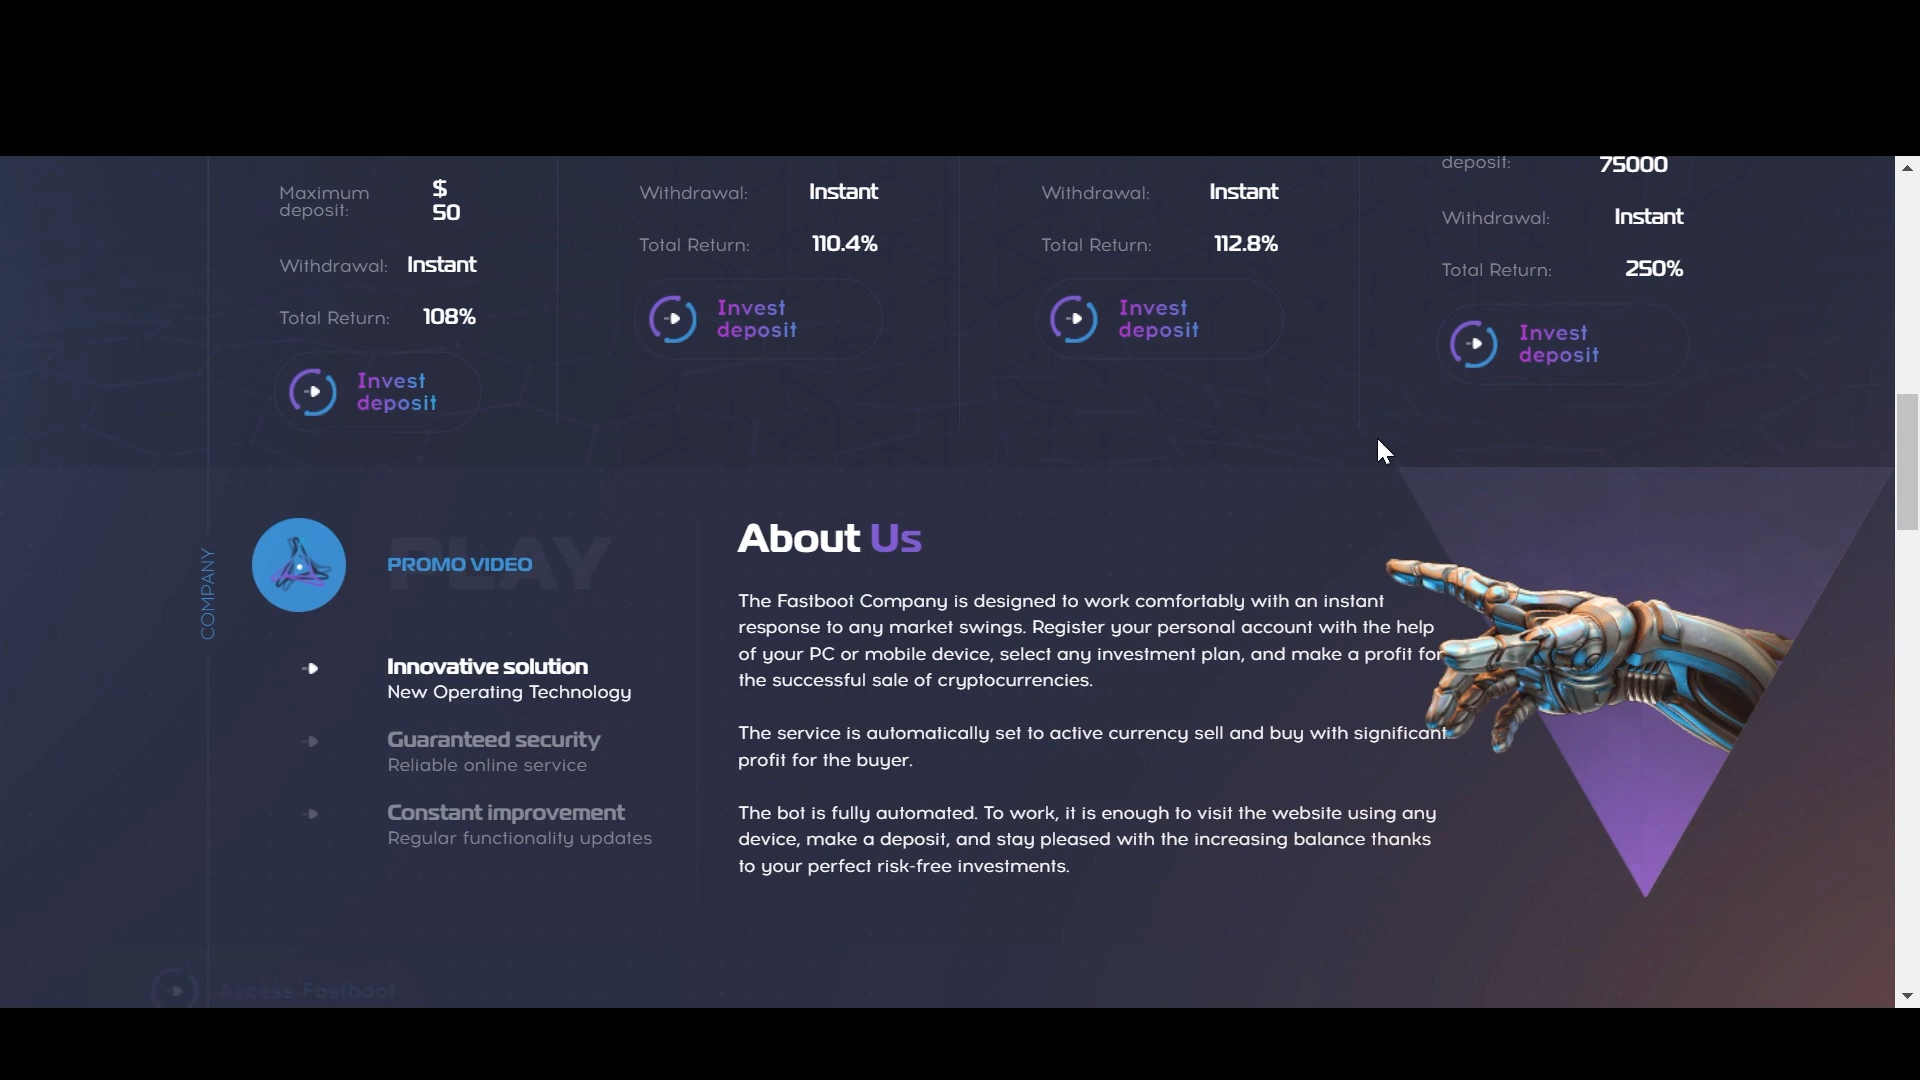 Maximum
deposit:
$
50
Withdrawal: Instant
Total Return: 108%
Invest
deposit
Withdrawal: Instant
Total Return: 110.4%
Invest
deposit
Withdrawal: Instant
Total Return: 112.8%
Invest
deposit
deposit: 75000
Withdrawal: Instant
Total Return: 250%
Invest
deposit
COMPANY
PLAY
PROMO VIDEO
Innovative solution
New Operating Technology
Guaranteed security
Reliable online service
Constant improvement
Regular functionality updates
About Us
The Fastboot Company is designed to work comfortably with an instant
response to any market swings. Register your personal account with the help
of your PC or mobile device, select any investment plan, and make a profit for
the successful sale of cryptocurrencies.
The service is automatically set to active currency sell and buy with significant
profit for the buyer.
The bot is fully automated. To work, it is enough to visit the website using any
device, make a deposit, and stay pleased with the increasing balance thanks
to your perfect risk-free investments.
Access Fastboot